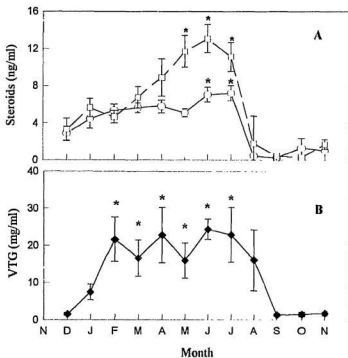 16
A
12
Steroids (ng/ml)
8
4
0
40
B
30
VTG (mg/ml)
20
10
0
N D J F M A M J J A S O N
Month
* * * * *
* * * * * *